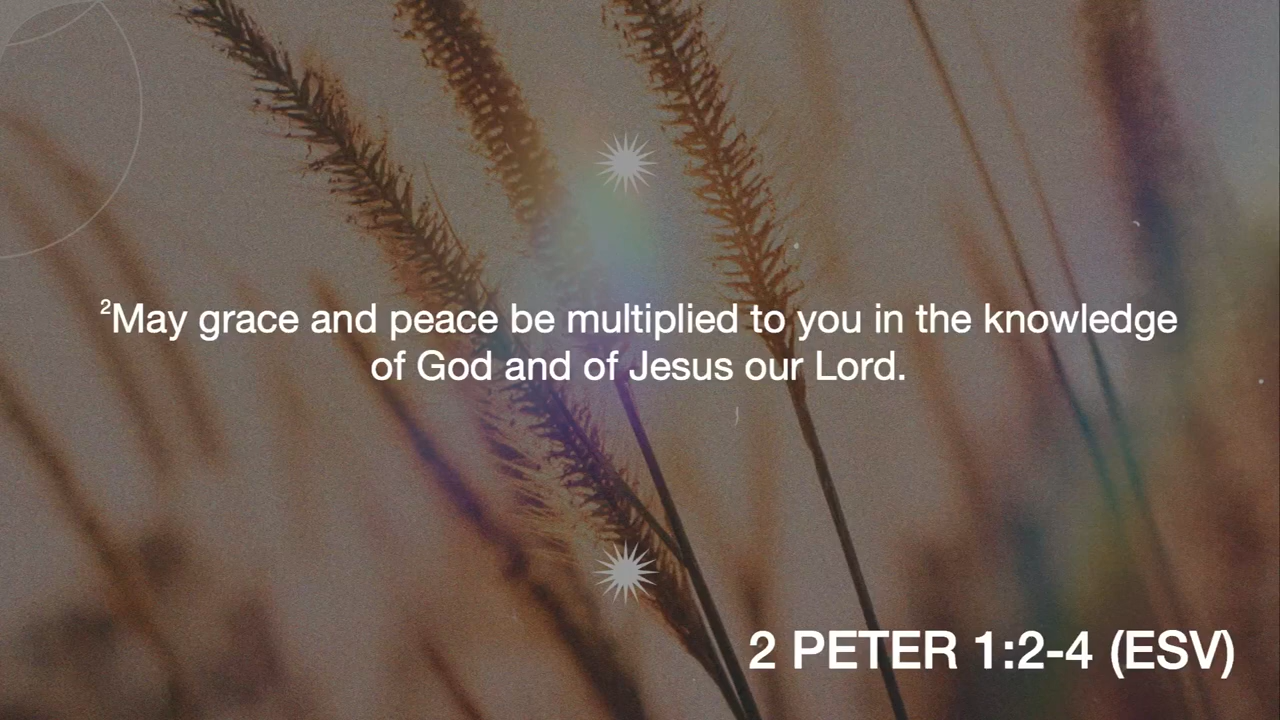 ²May grace and peace be multiplied to you in the knowledge
of God and of Jesus our Lord.
2 PETER 1:2-4 (ESV)